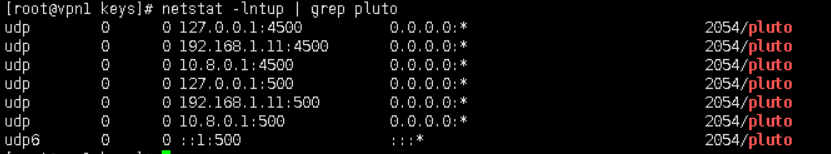 [root@vpn1 keys]# netstat -lntup | grep pluto
udp 0 0 127.0.0.1:4500 0.0.0.0:* 2054/pluto
udp 0 0 192.168.1.11:4500 0.0.0.0:* 2054/pluto
udp 0 0 10.8.0.1:4500 0.0.0.0:* 2054/pluto
udp 0 0 127.0.0.1:500 0.0.0.0:* 2054/pluto
udp 0 0 192.168.1.11:500 0.0.0.0:* 2054/pluto
udp 0 0 10.8.0.1:500 0.0.0.0:* 2054/pluto
udp6 0 0 ::1:500 :::* 2054/pluto